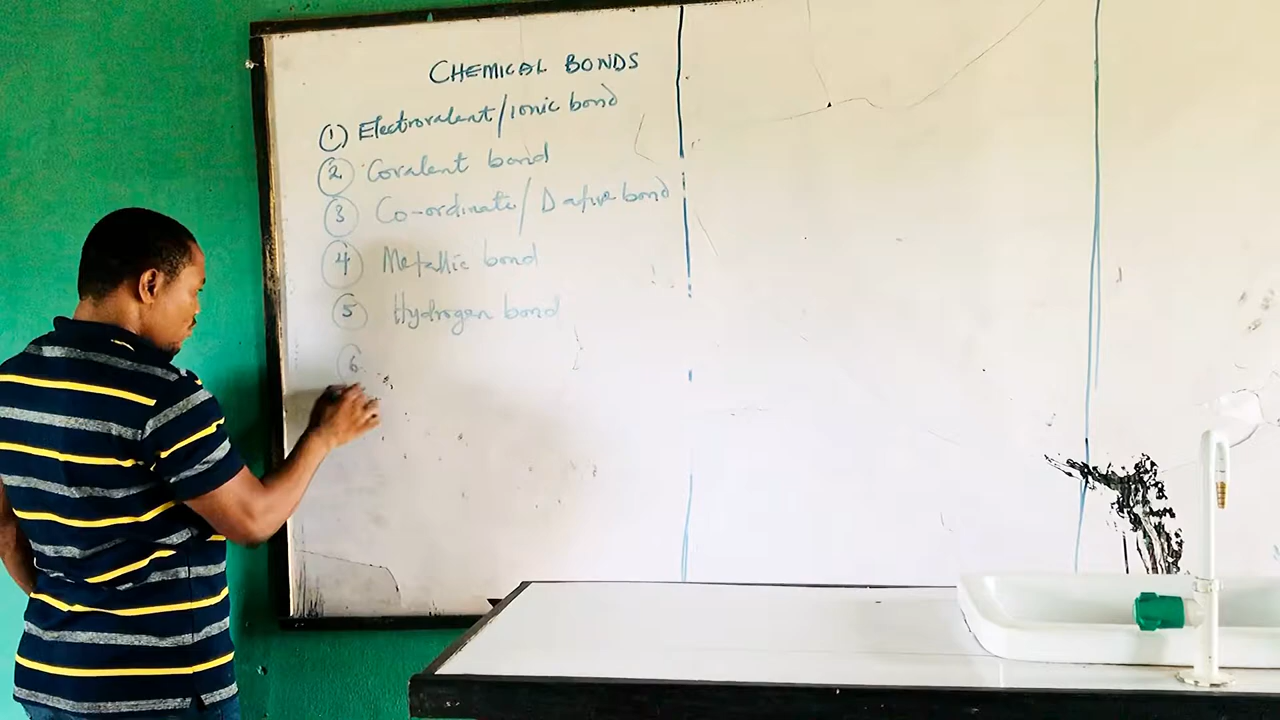 CHEMICAL BONDS
1 Electrovalent/ionic bond
2 Covalent bond
3 Co-ordinate/Dative bond
4 Metallic bond
5 Hydrogen bond
6